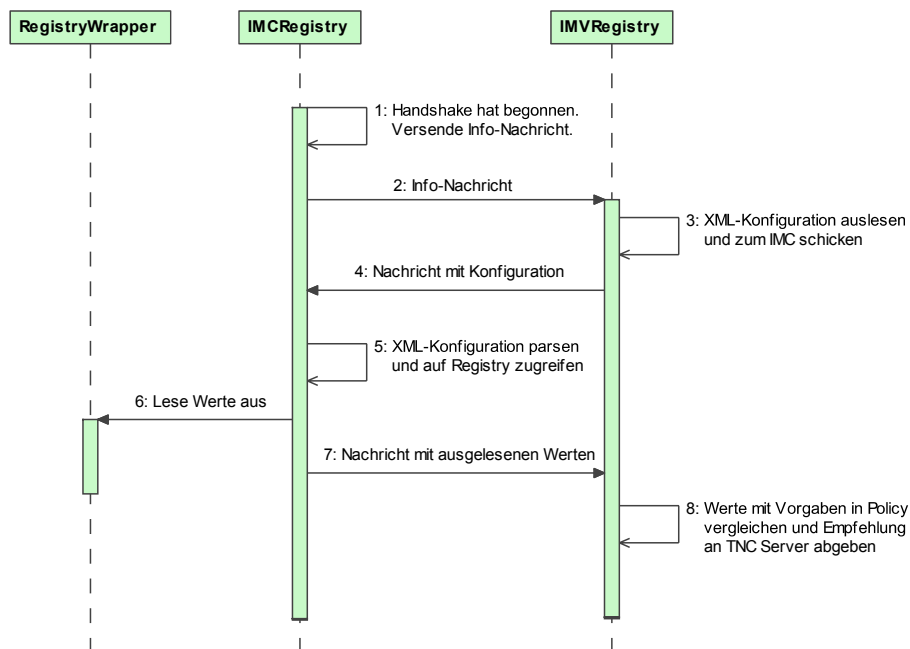 RegistryWrapper
IMCRegistry
IMVRegistry
1: Handshake hat begonnen.
Versende Info-Nachricht.
2: Info-Nachricht
3: XML-Konfiguration auslesen
und zum IMC schicken
4: Nachricht mit Konfiguration
5: XML-Konfiguration parsen
und auf Registry zugreifen
6: Lese Werte aus
7: Nachricht mit ausgelesenen Werten
8: Werte mit Vorgaben in Policy
vergleichen und Empfehlung
an TNC Server abgeben